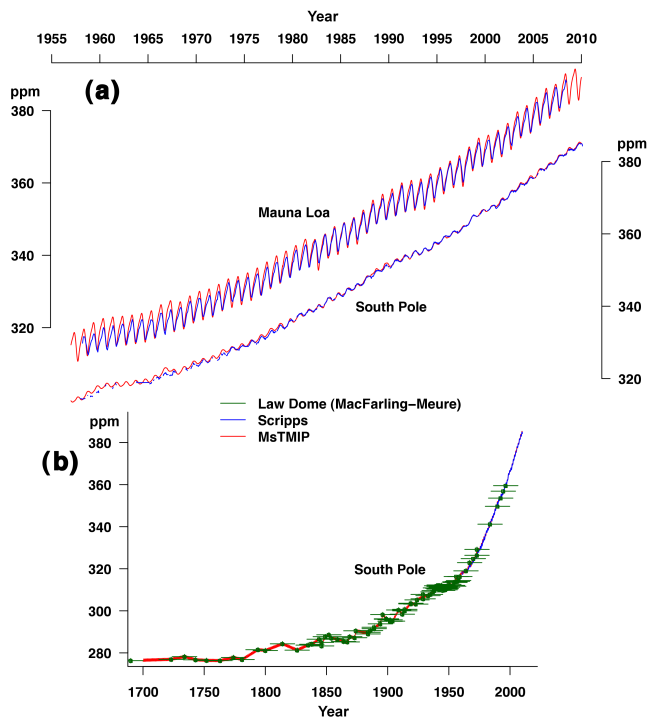 Year
1955 1960 1965 1970 1975 1980 1985 1990 1995 2000 2005 2010
(a)
ppm
380
360
340
320
ppm
380
360
340
320
Mauna Loa
South Pole
Law Dome (MacFarling−Meure)
Scripps
MsTMIP
(b)
ppm
380
360
340
320
300
280
South Pole
1700 1750 1800 1850 1900 1950 2000
Year